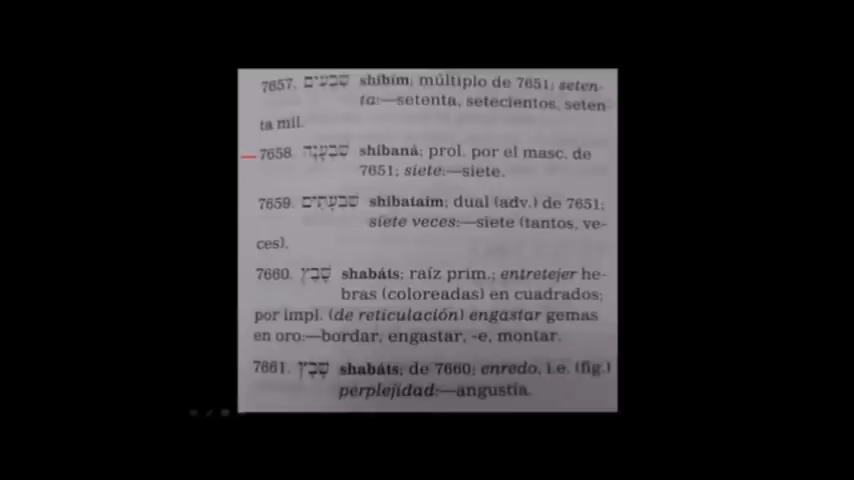 7657. שִׁבְעִים shibim; múltiplo de 7651; seten-
ta:—setenta, setecientos, seten-
ta mil.
7658. שִׁבְעָנָה shibaná; prol. por el masc. de
7651; siete:—siete.
7659. שִׁבְעָתַיִם shibataim; dual (adv.) de 7651;
siete veces:—siete (tantos, ve-
ces).
7660. שָׁבַץ shabáts; raíz prim.; entretejer he-
bras (coloreadas) en cuadrados;
por impl. (de reticulación) engastar gemas
en oro:—bordar, engastar, -e, montar.
7661. שָׁבָץ shabáts; de 7660; enredo, i.e. (fig.)
perplejidad:—angustia.